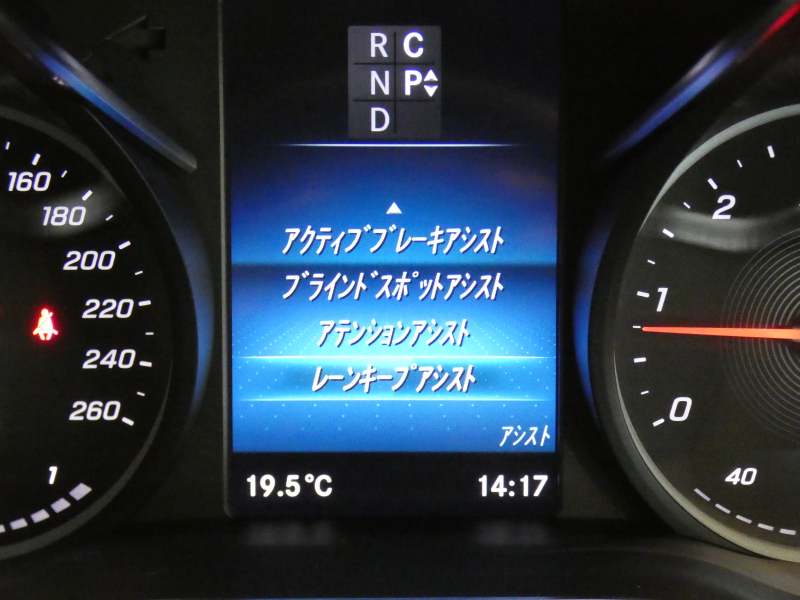 R C
N P
D
アクティブブレーキアシスト
ブラインドスポットアシスト
アテンションアシスト
レーンキープアシスト
アシスト
19.5°C
14:17
160
180
200
220
240
260
1
2
1
0
40